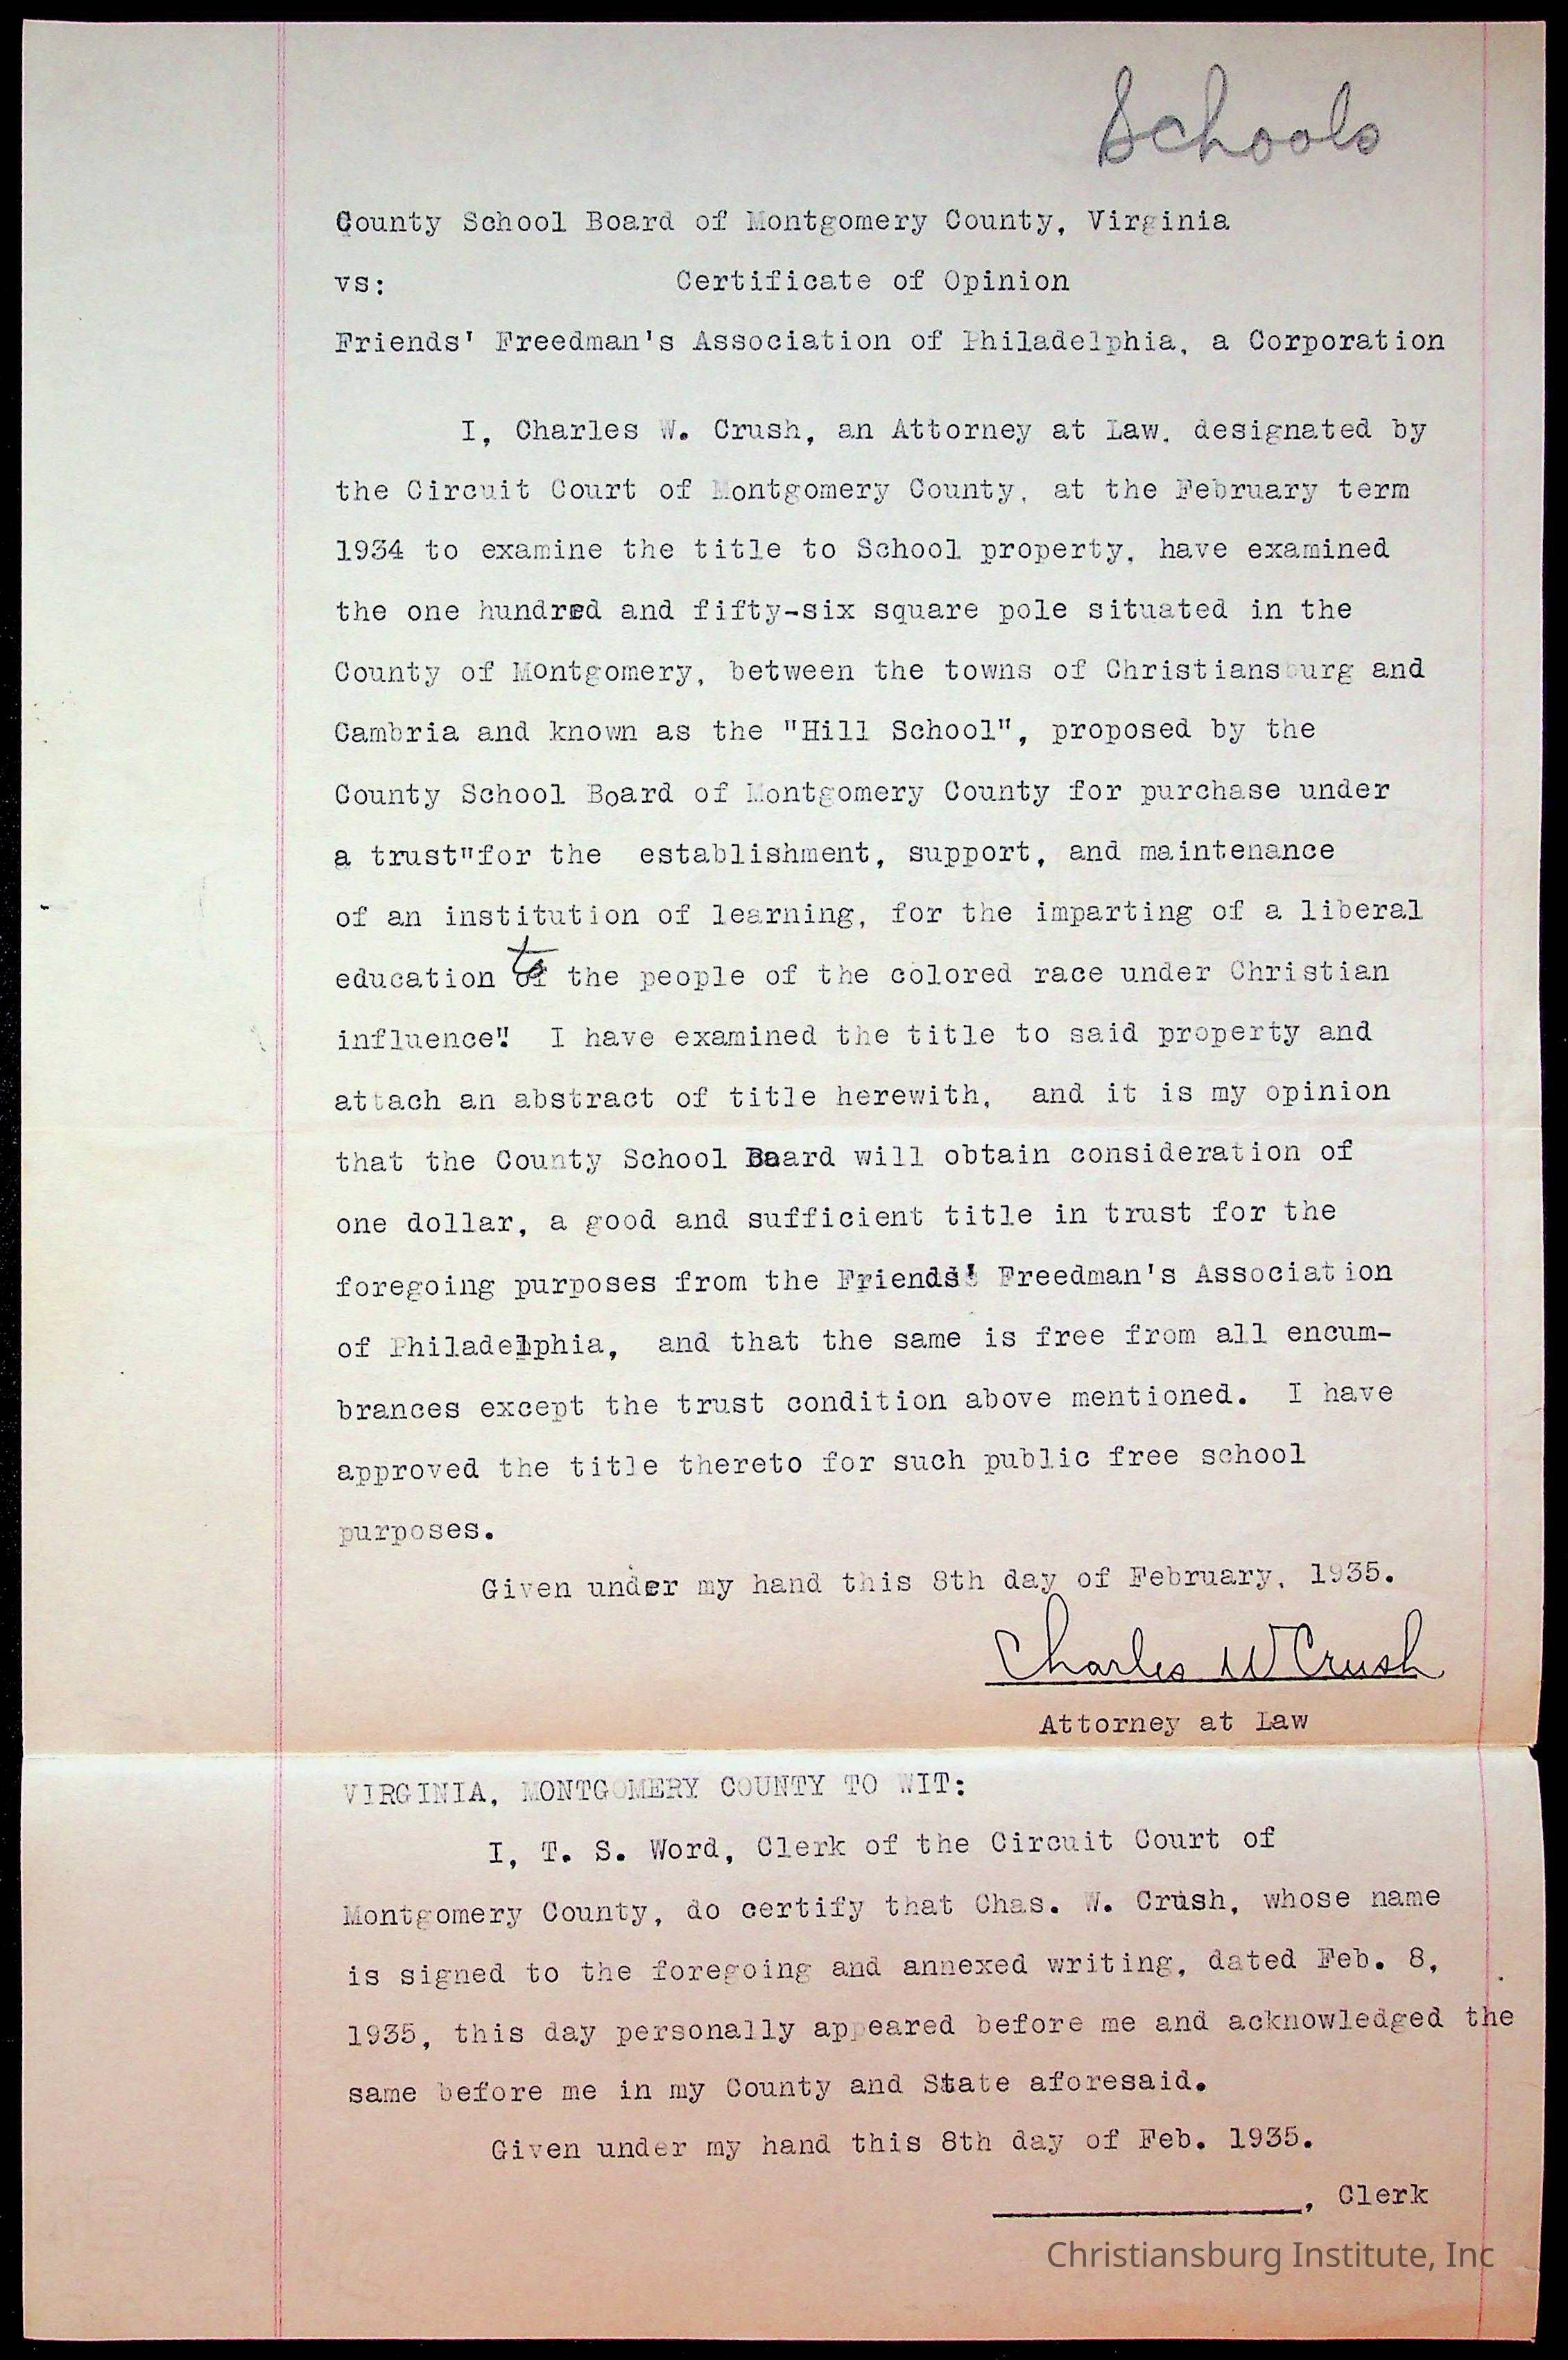 Schools
County School Board of Montgomery County, Virginia
vs: Certificate of Opinion
Friends' Freedman's Association of Philadelphia, a Corporation
I, Charles W. Crush, an Attorney at Law, designated by
the Circuit Court of Montgomery County, at the February term
1934 to examine the title to School property, have examined
the one hundred and fifty-six square pole situated in the
County of Montgomery, between the towns of Christiansburg and
Cambria and known as the "Hill School", proposed by the
County School Board of Montgomery County for purchase under
a trust"for the establishment, support, and maintenance
of an institution of learning, for the imparting of a liberal
education to the people of the colored race under Christian
influence". I have examined the title to said property and
attach an abstract of title herewith, and it is my opinion
that the County School Board will obtain consideration of
one dollar, a good and sufficient title in trust for the
foregoing purposes from the Friends' Freedman's Association
of Philadelphia, and that the same is free from all encum-
brances except the trust condition above mentioned. I have
approved the title thereto for such public free school
purposes.
Given under my hand this 8th day of February, 1935.
Charles W Crush
Attorney at Law
VIRGINIA, MONTGOMERY COUNTY TO WIT:
I, T. S. Word, Clerk of the Circuit Court of
Montgomery County, do certify that Chas. W. Crush, whose name
is signed to the foregoing and annexed writing, dated Feb. 8,
1935, this day personally appeared before me and acknowledged the
same before me in my County and State aforesaid.
Given under my hand this 8th day of Feb. 1935.
, Clerk
Christiansburg Institute, Inc